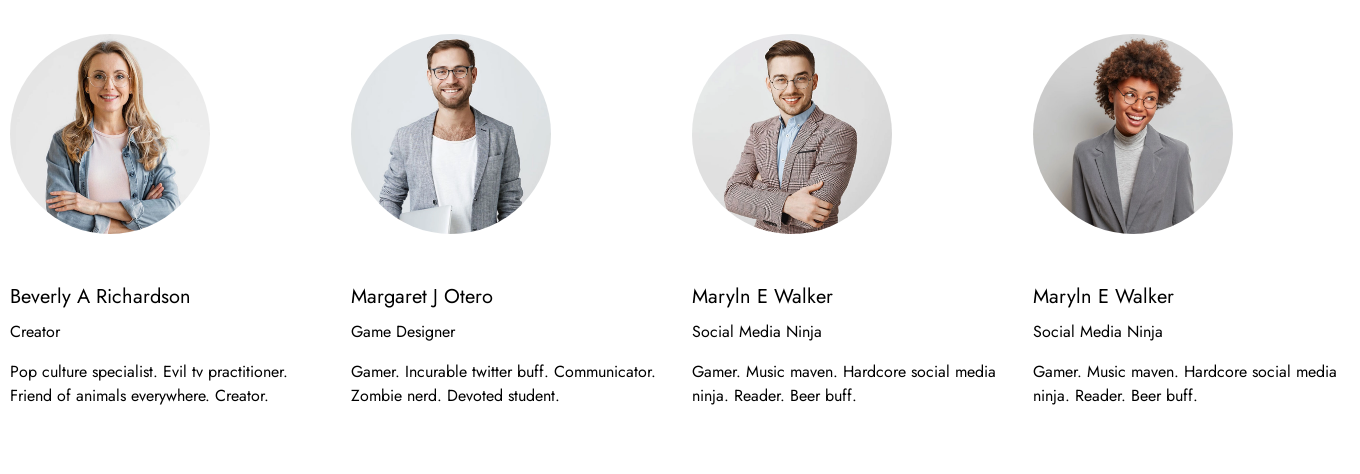 Beverly A Richardson
Creator
Pop culture specialist. Evil tv practitioner.
Friend of animals everywhere. Creator.
Margaret J Otero
Game Designer
Gamer. Incurable twitter buff. Communicator.
Zombie nerd. Devoted student.
Maryln E Walker
Social Media Ninja
Gamer. Music maven. Hardcore social media
ninja. Reader. Beer buff.
Maryln E Walker
Social Media Ninja
Gamer. Music maven. Hardcore social media
ninja. Reader. Beer buff.